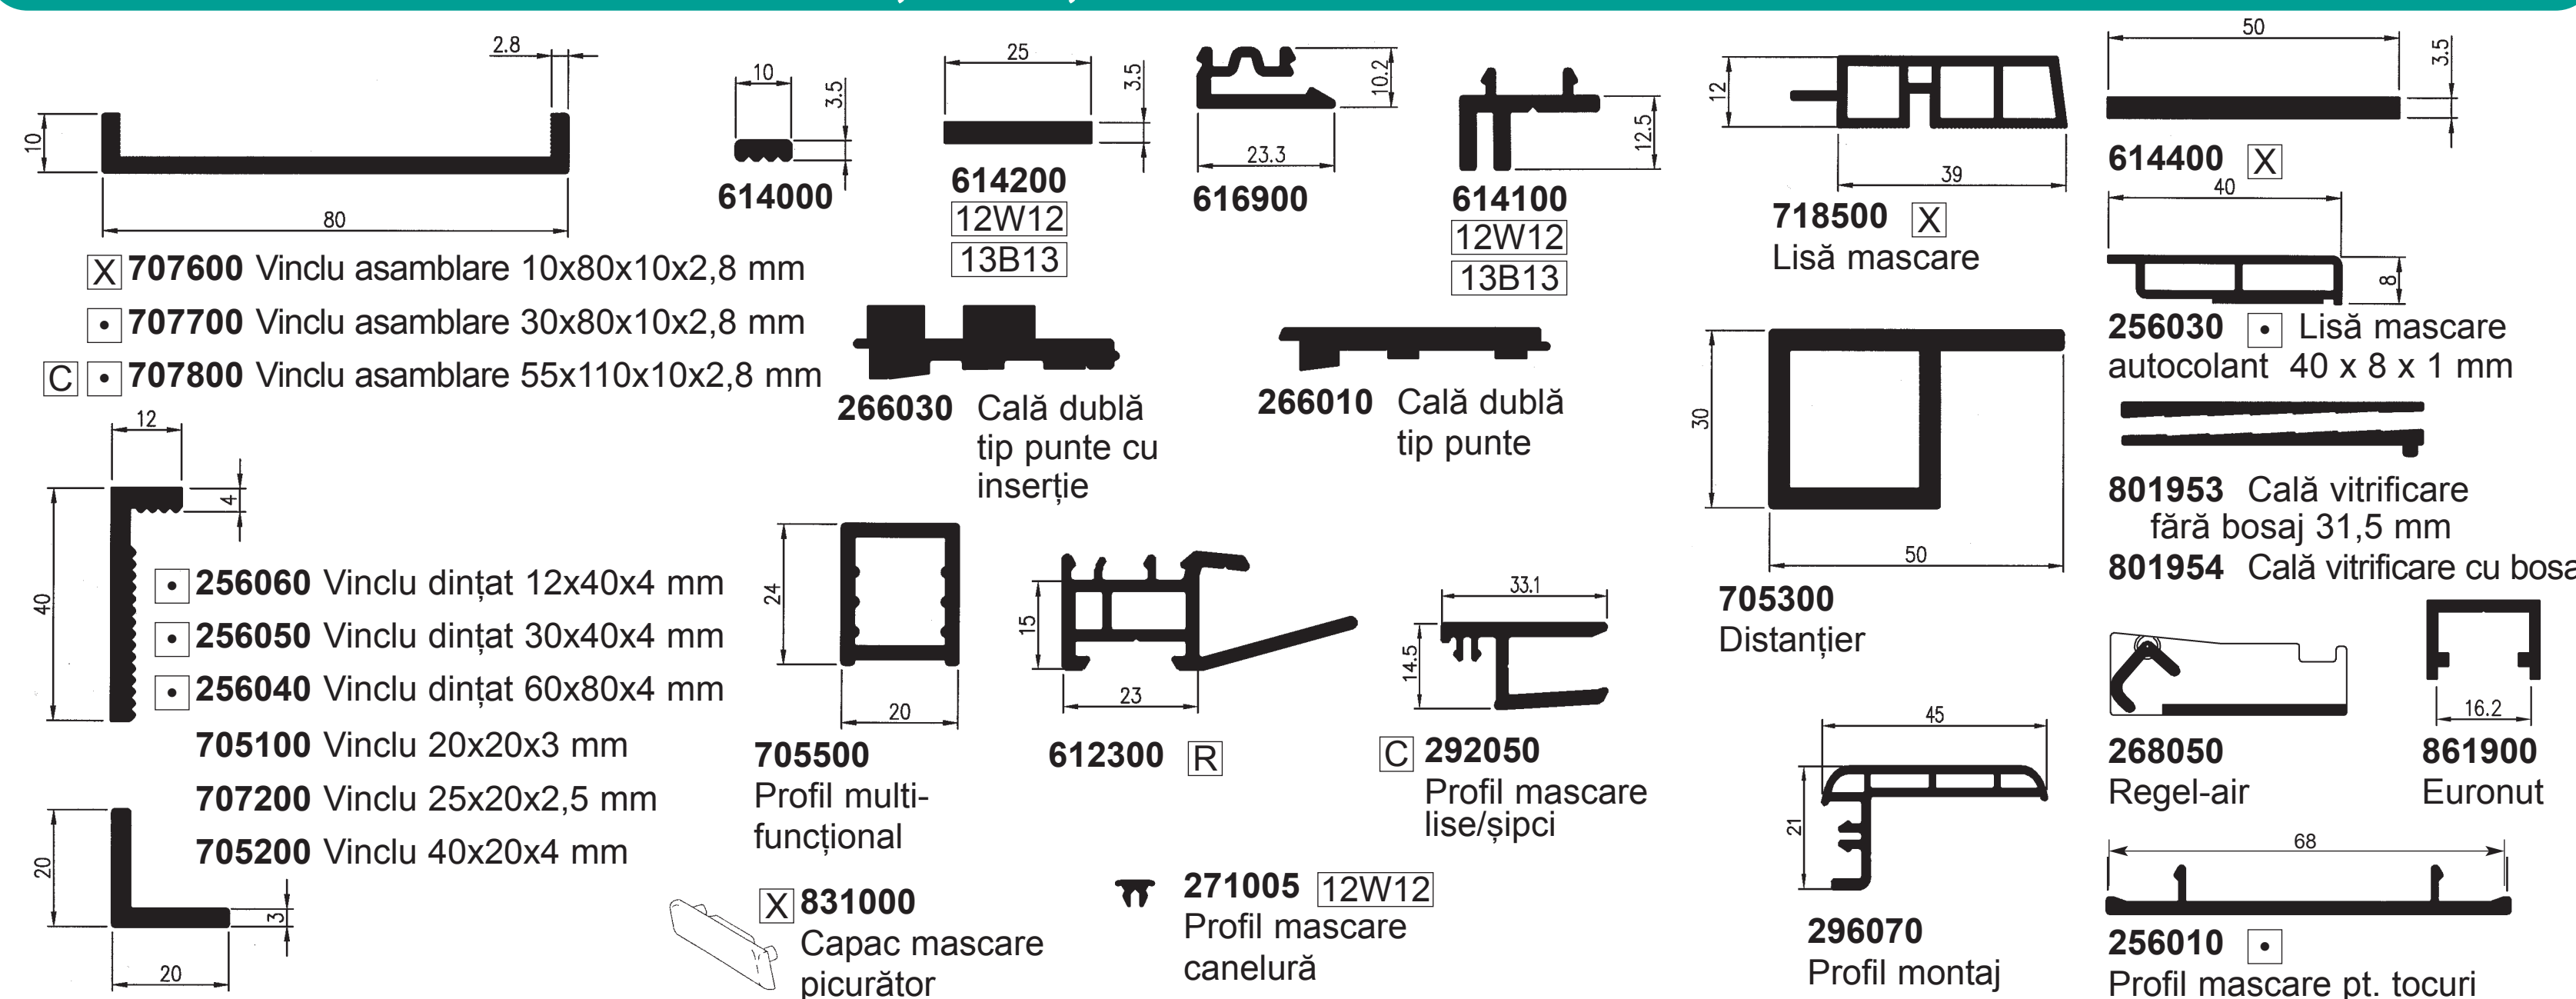 2.8
10
80
X 707600 Vinclu asamblare 10x80x10x2,8 mm
• 707700 Vinclu asamblare 30x80x10x2,8 mm
C • 707800 Vinclu asamblare 55x110x10x2,8 mm
10
3.5
614000
25
3.5
614200
12W12
13B13
10.2
23.3
616900
12.5
614100
12W12
13B13
12
39
718500 X
Lisă mascare
50
3.5
614400 X
40
8
256030 • Lisă mascare
autocolant 40 x 8 x 1 mm
266030 Cală dublă
tip punte cu
inserție
266010 Cală dublă
tip punte
30
50
705300
Distanțier
801953 Cală vitrificare
fără bosaj 31,5 mm
801954 Cală vitrificare cu bosa
12
4
40
• 256060 Vinclu dințat 12x40x4 mm
• 256050 Vinclu dințat 30x40x4 mm
• 256040 Vinclu dințat 60x80x4 mm
705100 Vinclu 20x20x3 mm
707200 Vinclu 25x20x2,5 mm
705200 Vinclu 40x20x4 mm
20
3
20
24
20
705500
Profil multi-
funcțional
15
23
612300 R
33.1
14.5
C 292050
Profil mascare
lise/șipci
268050
Regel-air
16.2
861900
Euronut
X 831000
Capac mascare
picurător
271005 12W12
Profil mascare
canelură
45
21
296070
Profil montaj
68
256010 •
Profil mascare pt. tocuri